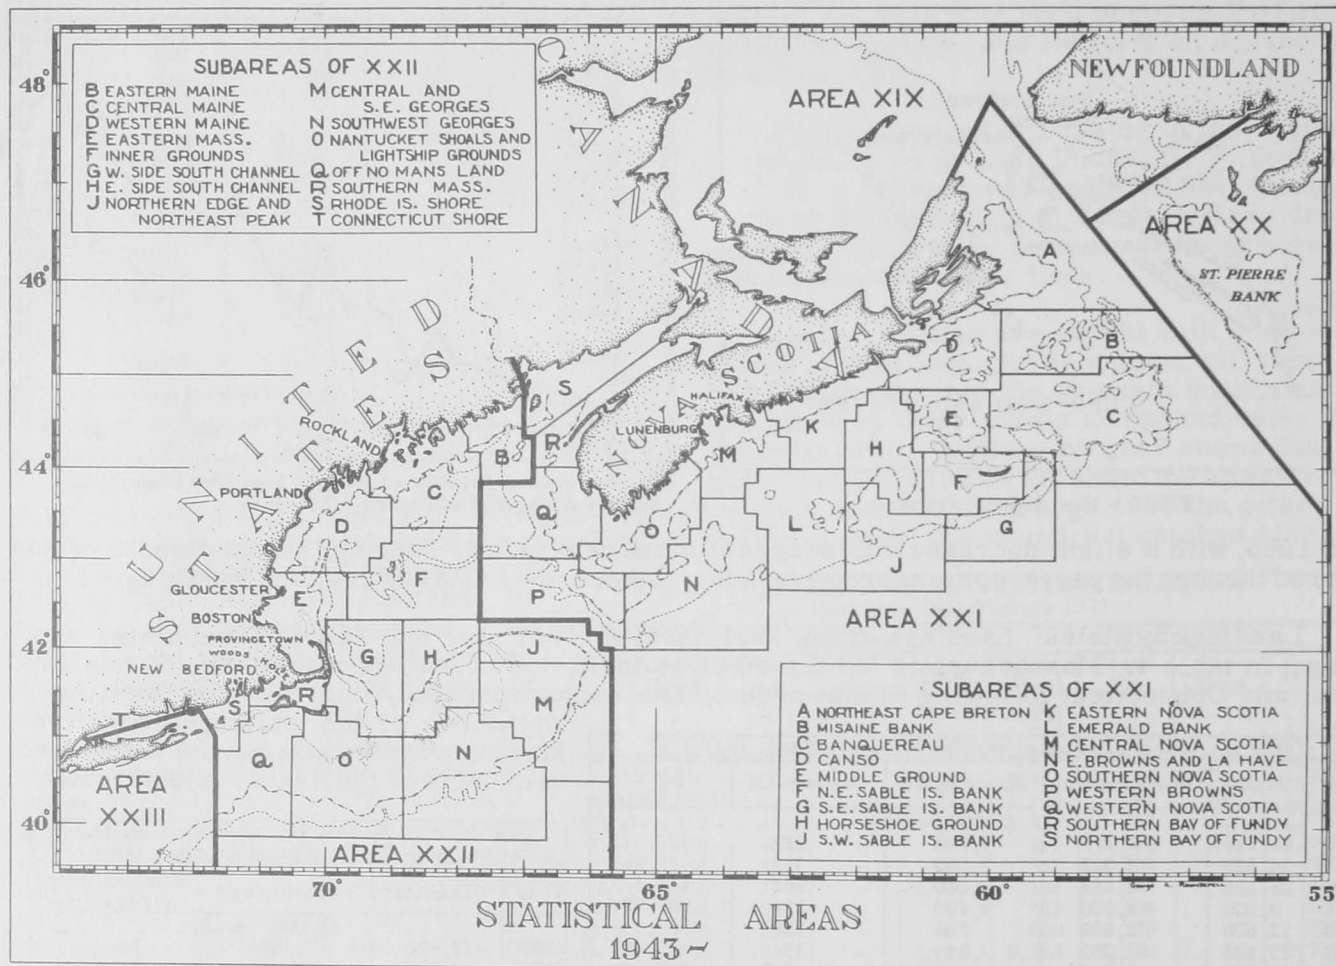 SUBAREAS OF XXII
B EASTERN MAINE
C CENTRAL MAINE
D WESTERN MAINE
E EASTERN MASS.
F INNER GROUNDS
G W. SIDE SOUTH CHANNEL
H E. SIDE SOUTH CHANNEL
J NORTHERN EDGE AND
NORTHEAST PEAK
M CENTRAL AND
S.E. GEORGES
N SOUTHWEST GEORGES
O NANTUCKET SHOALS AND
LIGHTSHIP GROUNDS
Q OFF NO MANS LAND
R SOUTHERN MASS.
S RHODE IS. SHORE
T CONNECTICUT SHORE
48°
46°
44°
42°
40°
CANADA
AREA XIX
NEWFOUNDLAND
AREA XX
ST. PIERRE
BANK
UNITED
STATES
NOVA SCOTIA
HALIFAX
LUNENBURG
ROCKLAND
PORTLAND
GLOUCESTER
BOSTON
PROVINCETOWN
WOODS
HO
NEW BEDFORD
A
B
D
C
E
F
G
H
K
M
L
J
N
O
S
R
Q
P
B
C
D
F
E
G
H
J
M
R
S
T
Q
O
N
AREA XXI
AREA
XXIII
AREA XXII
SUBAREAS OF XXI
A NORTHEAST CAPE BRETON
B MISAINE BANK
C BANQUEREAU
D CANSO
E MIDDLE GROUND
F N.E. SABLE IS. BANK
G S.E. SABLE IS. BANK
H HORSESHOE GROUND
J S.W. SABLE IS. BANK
K EASTERN NOVA SCOTIA
L EMERALD BANK
M CENTRAL NOVA SCOTIA
N E. BROWNS AND LA HAVE
O SOUTHERN NOVA SCOTIA
P WESTERN BROWNS
Q WESTERN NOVA SCOTIA
R SOUTHERN BAY OF FUNDY
S NORTHERN BAY OF FUNDY
70°
65°
60°
55
STATISTICAL AREAS
1943~